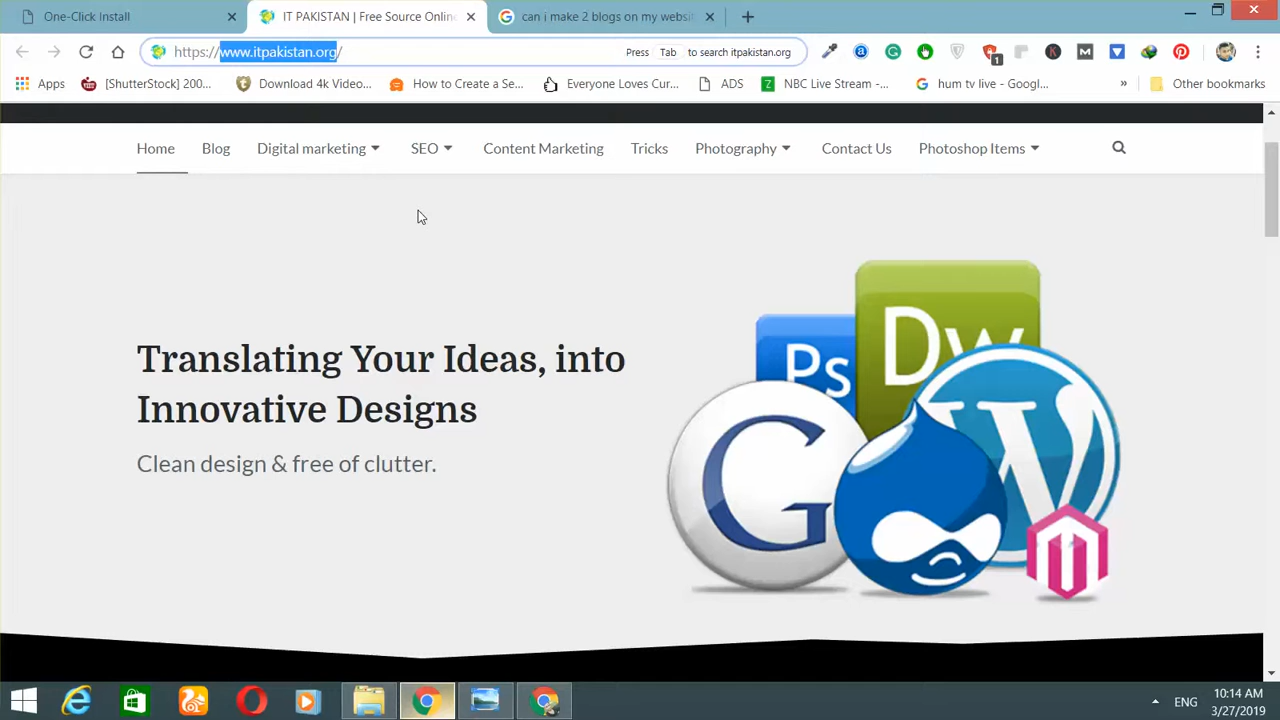 One-Click Install
IT PAKISTAN | Free Source Online
can i make 2 blogs on my websi
https://www.itpakistan.org/
Press Tab to search itpakistan.org
1
Apps
[ShutterStock] 200...
Download 4k Video...
How to Create a Se...
Everyone Loves Cur...
ADS
NBC Live Stream -...
hum tv live - Googl...
»
Other bookmarks
Home
Blog
Digital marketing
SEO
Content Marketing
Tricks
Photography
Contact Us
Photoshop Items
Translating Your Ideas, into
Innovative Designs
Clean design & free of clutter.
Ps
Dw
G
W
ENG
10:14 AM
3/27/2019